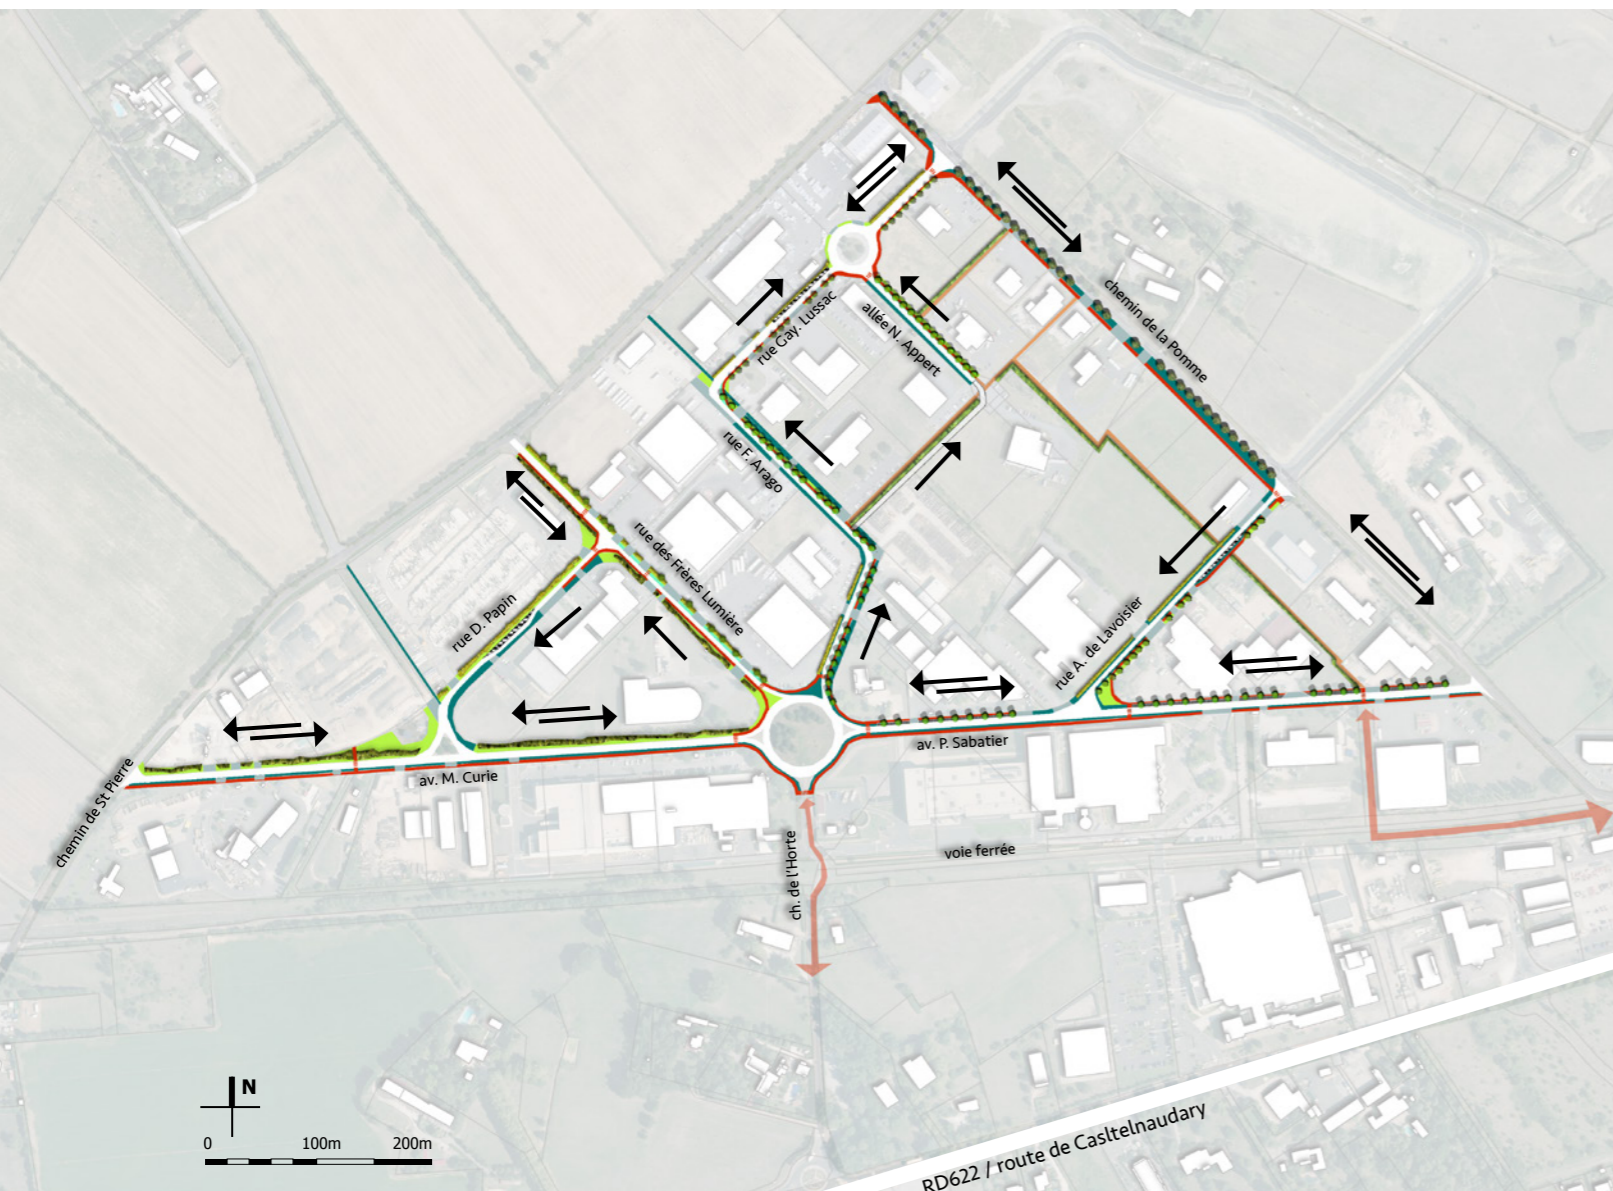 chemin de la Pomme
rue Gay. Lussac
allée N. Appert
rue F. Arago
rue des Frères Lumière
rue D. Papin
rue A. de Lavoisier
av. P. Sabatier
av. M. Curie
chemin de St Pierre
ch. de l'Horte
voie ferrée
N
0 100m 200m
RD622 / route de Casltelnaudary